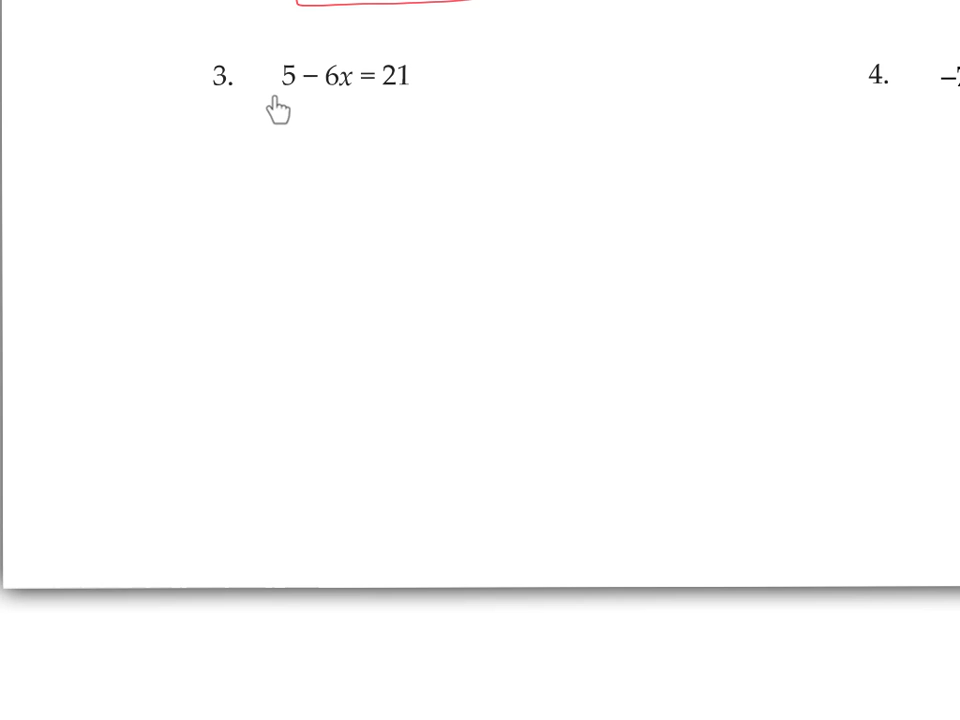 3. 5 – 6x = 21
4.